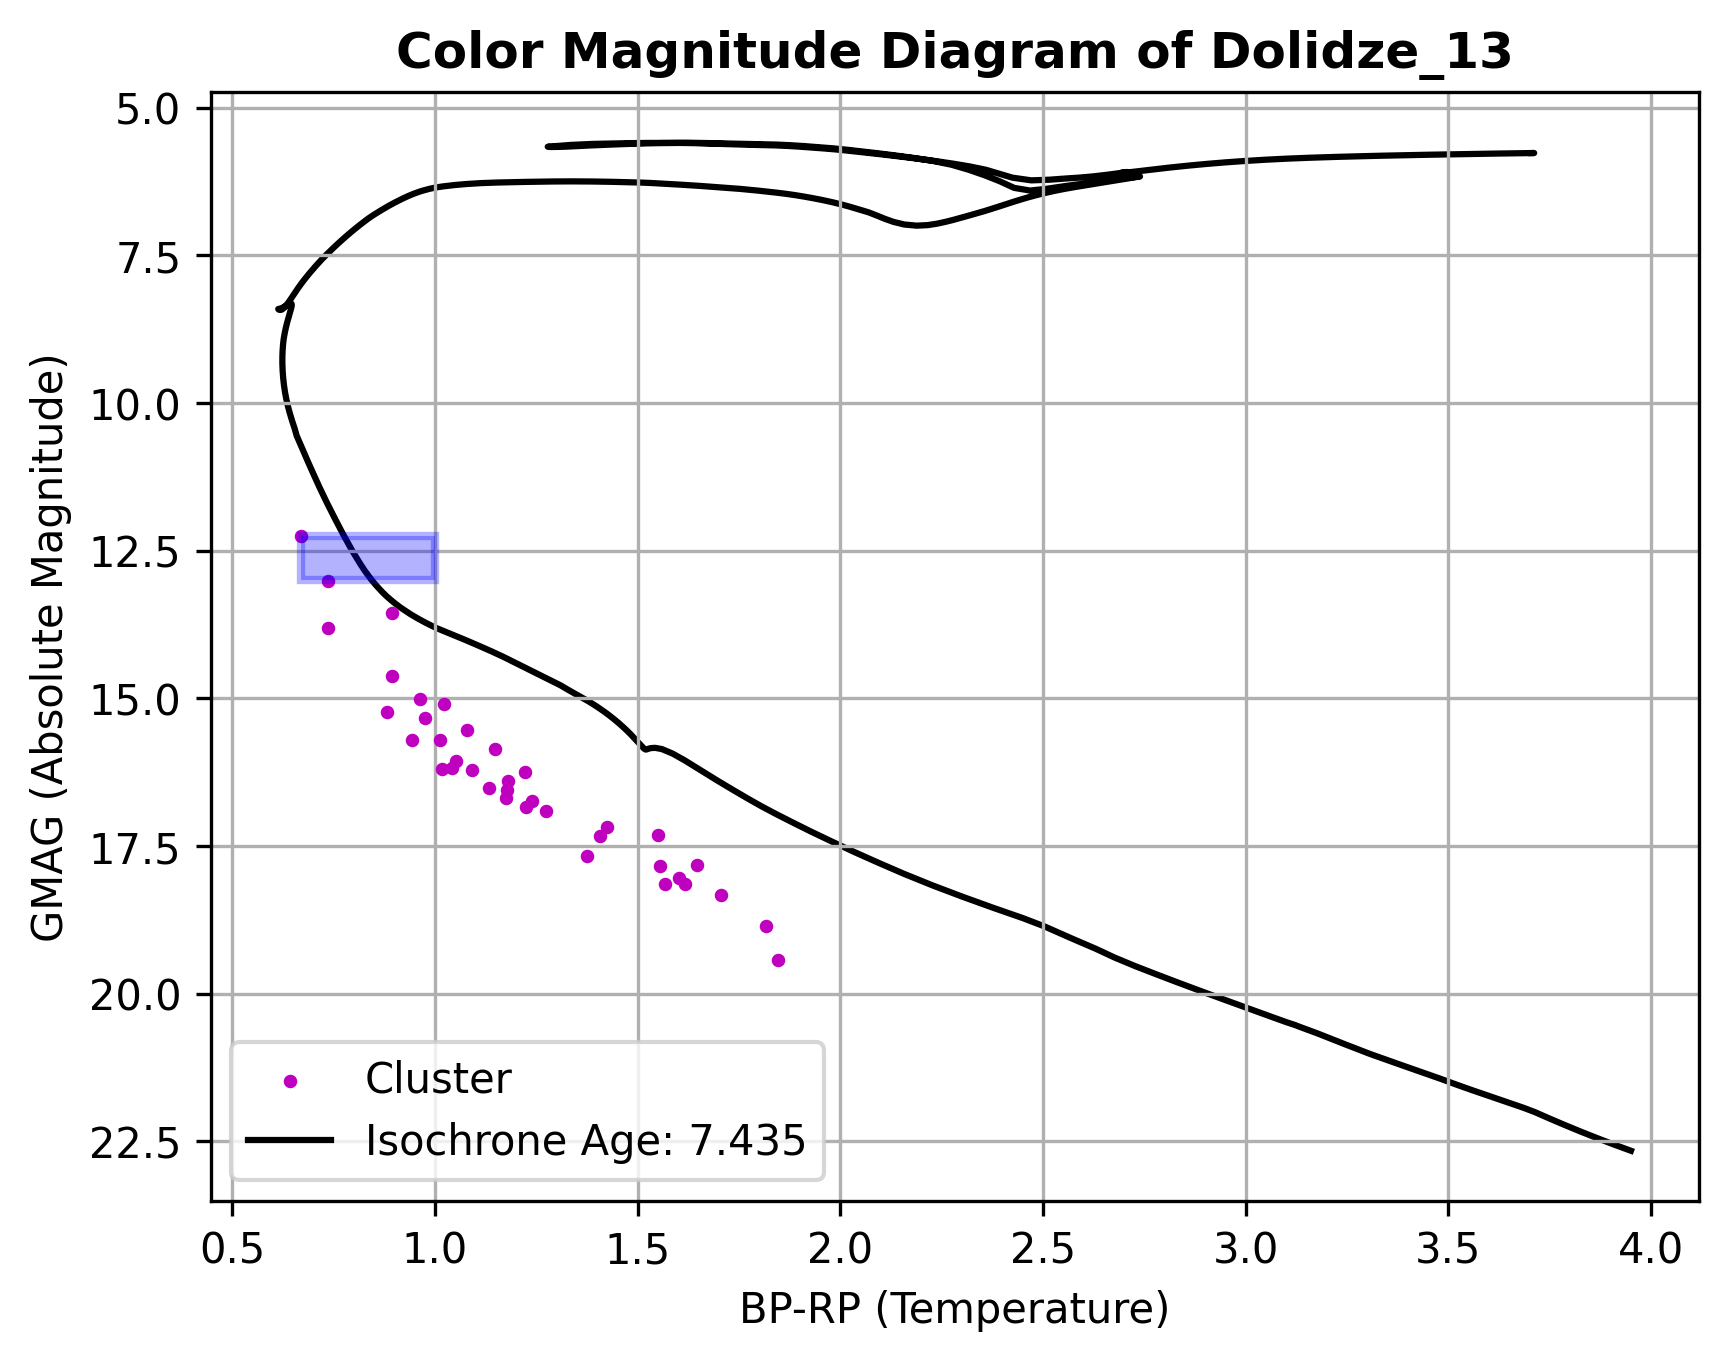 Color Magnitude Diagram of Dolidze_13
GMAG (Absolute Magnitude)
5.0
7.5
10.0
12.5
15.0
17.5
20.0
22.5
Cluster
Isochrone Age: 7.435
0.5 1.0 1.5 2.0 2.5 3.0 3.5 4.0
BP-RP (Temperature)